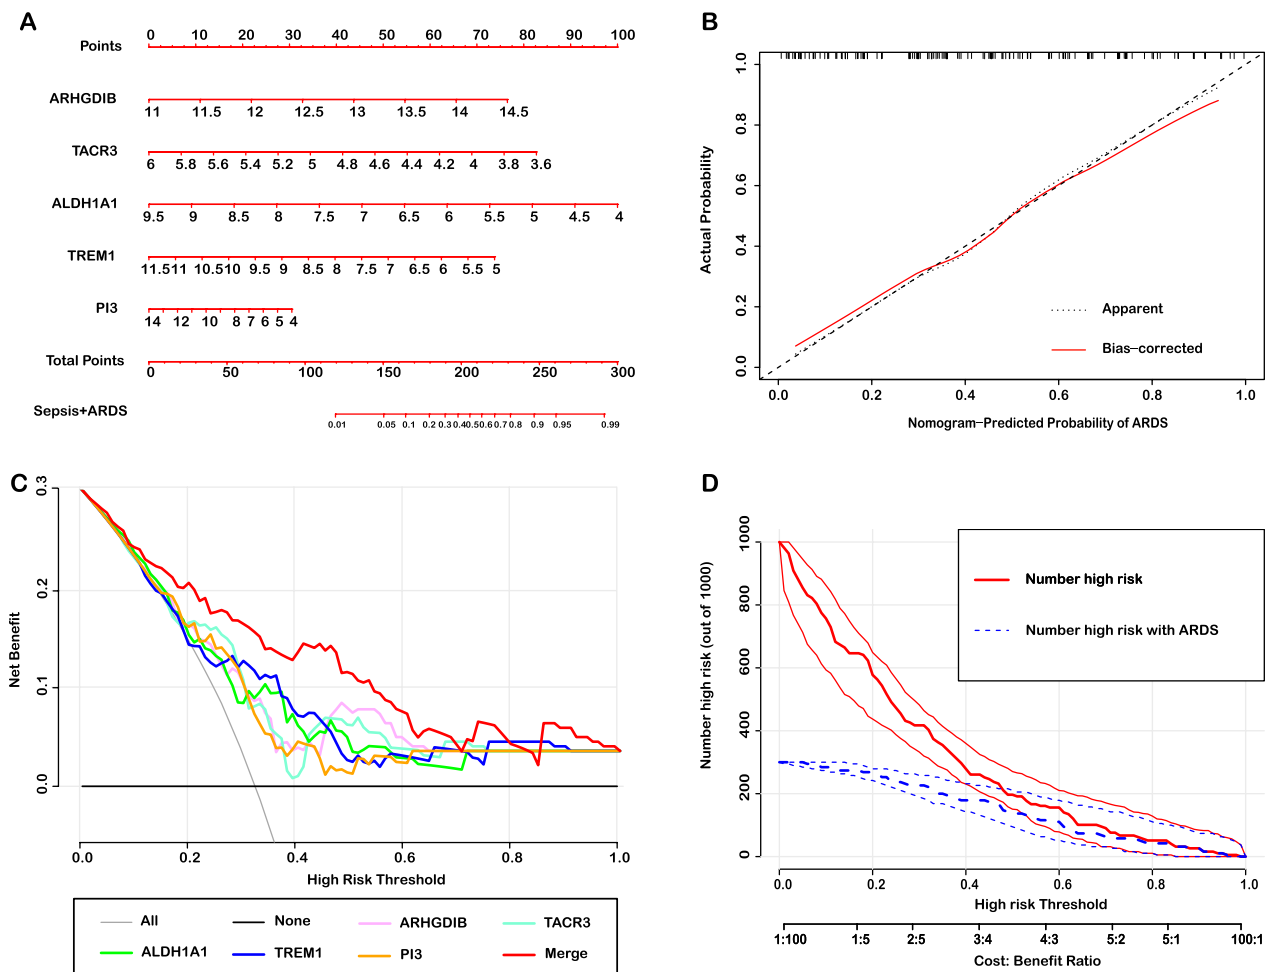 A
Points
0 10 20 30 40 50 60 70 80 90 100
ARHGDIB
11 11.5 12 12.5 13 13.5 14 14.5
TACR3
6 5.8 5.6 5.4 5.2 5 4.8 4.6 4.4 4.2 4 3.8 3.6
ALDH1A1
9.5 9 8.5 8 7.5 7 6.5 6 5.5 5 4.5 4
TREM1
11.5 11 10.5 10 9.5 9 8.5 8 7.5 7 6.5 6 5.5 5
PI3
14 12 10 9 8 7 6 5 4
Total Points
0 50 100 150 200 250 300
Sepsis+ARDS
0.01 0.05 0.1 0.2 0.3 0.4 0.5 0.6 0.7 0.8 0.9 0.95 0.99
B
Actual Probability
1.0
0.8
0.6
0.4
0.2
0.0
Apparent
Bias–corrected
0.0 0.2 0.4 0.6 0.8 1.0
Nomogram–Predicted Probability of ARDS
C
Net Benefit
0.3
0.2
0.1
0.0
0.0 0.2 0.4 0.6 0.8 1.0
High Risk Threshold
All None ARHGDIB TACR3
ALDH1A1 TREM1 PI3 Merge
D
Number high risk (out of 1000)
1000
800
600
400
200
0
Number high risk
Number high risk with ARDS
0.0 0.2 0.4 0.6 0.8 1.0
High risk Threshold
1:100 1:5 2:5 3:4 4:3 5:2 5:1 100:1
Cost: Benefit Ratio